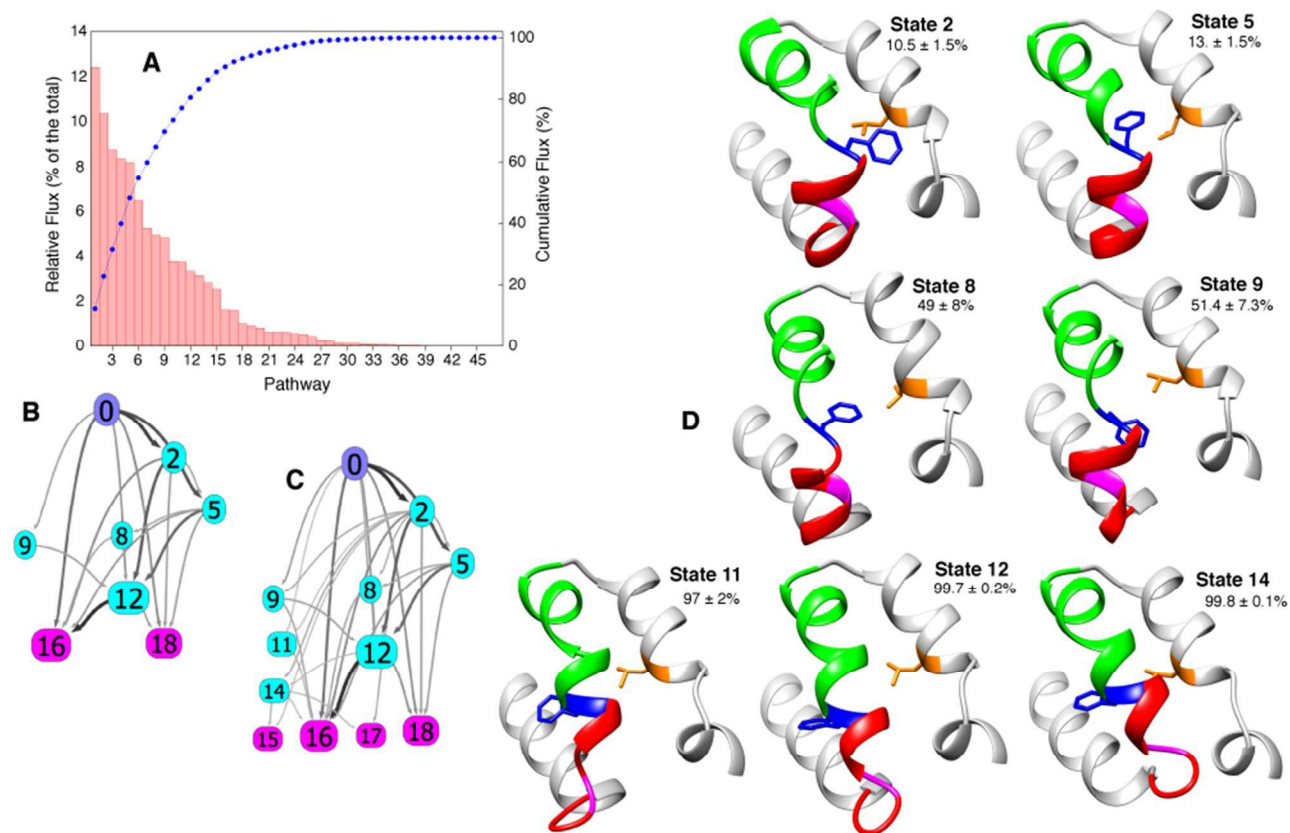 A
Relative Flux (% of the total)
14
12
10
8
6
4
2
0
Cumulative Flux (%)
100
80
60
40
20
0
3 6 9 12 15 18 21 24 27 30 33 36 39 42 45
Pathway
B
0
2
5
8
9
12
16
18
C
0
2
5
8
9
11
12
14
15
16
17
18
D
State 2
10.5 ± 1.5%
State 5
13. ± 1.5%
State 8
49 ± 8%
State 9
51.4 ± 7.3%
State 11
97 ± 2%
State 12
99.7 ± 0.2%
State 14
99.8 ± 0.1%